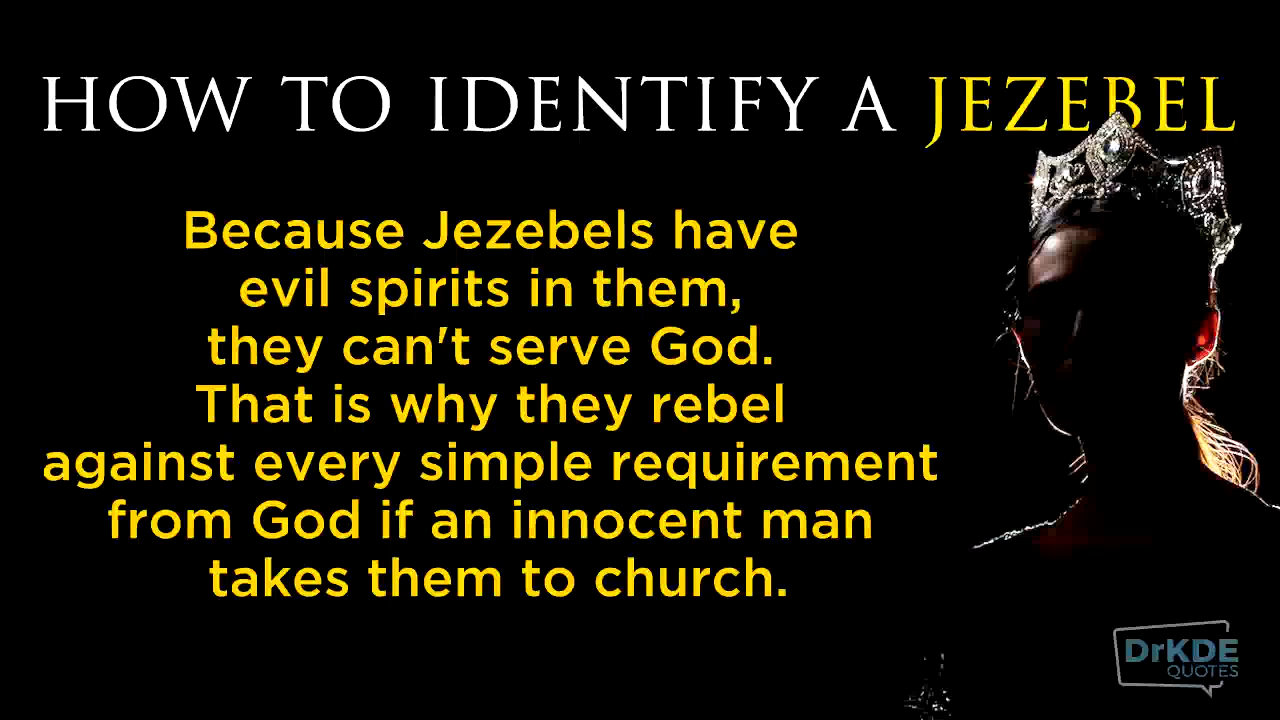 HOW TO IDENTIFY A JEZEBEL
Because Jezebels have
evil spirits in them,
they can't serve God.
That is why they rebel
against every simple requirement
from God if an innocent man
takes them to church.
DrKDE
QUOTES